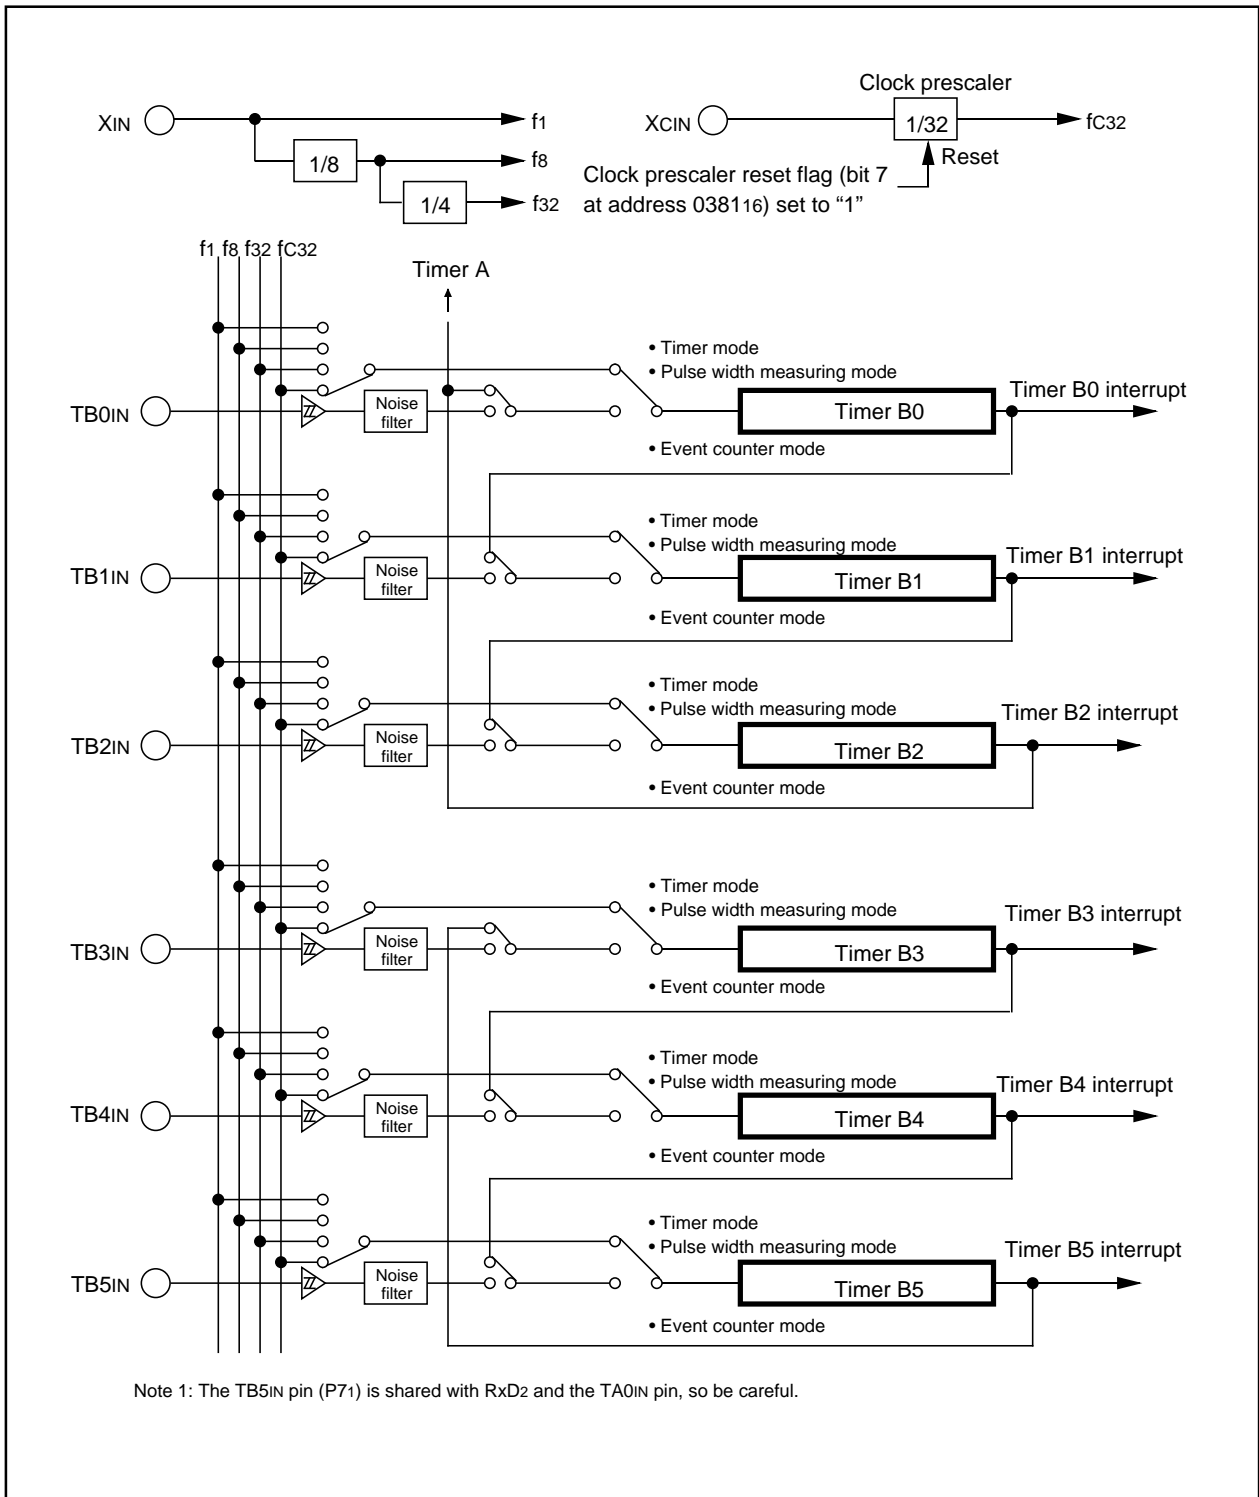 Clock prescaler
XIN
f1
XCIN
1/32
fC32
1/8
f8
Reset
Clock prescaler reset flag (bit 7
at address 038116) set to “1”
1/4
f32
f1 f8 f32 fC32
Timer A
• Timer mode
• Pulse width measuring mode
TB0IN
Noise
filter
Timer B0
Timer B0 interrupt
• Event counter mode
• Timer mode
• Pulse width measuring mode
TB1IN
Noise
filter
Timer B1
Timer B1 interrupt
• Event counter mode
• Timer mode
• Pulse width measuring mode
TB2IN
Noise
filter
Timer B2
Timer B2 interrupt
• Event counter mode
• Timer mode
• Pulse width measuring mode
TB3IN
Noise
filter
Timer B3
Timer B3 interrupt
• Event counter mode
• Timer mode
• Pulse width measuring mode
TB4IN
Noise
filter
Timer B4
Timer B4 interrupt
• Event counter mode
• Timer mode
• Pulse width measuring mode
TB5IN
Noise
filter
Timer B5
Timer B5 interrupt
• Event counter mode
Note 1: The TB5IN pin (P71) is shared with RxD2 and the TA0IN pin, so be careful.